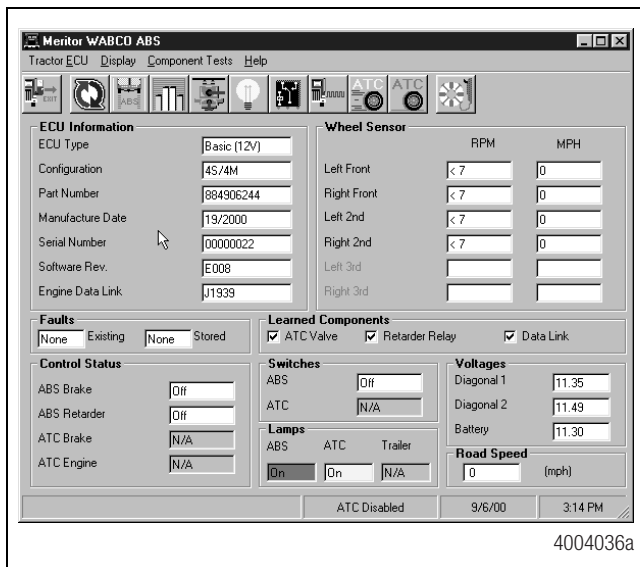 Meritor WABCO ABS
Tractor ECU Display Component Tests Help
EXIT ABS ATC ATC
ECU Information
ECU Type Basic (12V)
Configuration 4S/4M
Part Number 884906244
Manufacture Date 19/2000
Serial Number 00000022
Software Rev. E008
Engine Data Link J1939
Wheel Sensor
RPM MPH
Left Front < 7 0
Right Front < 7 0
Left 2nd < 7 0
Right 2nd < 7 0
Left 3rd
Right 3rd
Faults
None Existing None Stored
Learned Components
ATC Valve Retarder Relay Data Link
Control Status
ABS Brake Off
ABS Retarder Off
ATC Brake N/A
ATC Engine N/A
Switches
ABS Off
ATC N/A
Lamps
ABS ATC Trailer
On On N/A
Voltages
Diagonal 1 11.35
Diagonal 2 11.49
Battery 11.30
Road Speed
0 (mph)
ATC Disabled 9/6/00 3:14 PM
4004036a